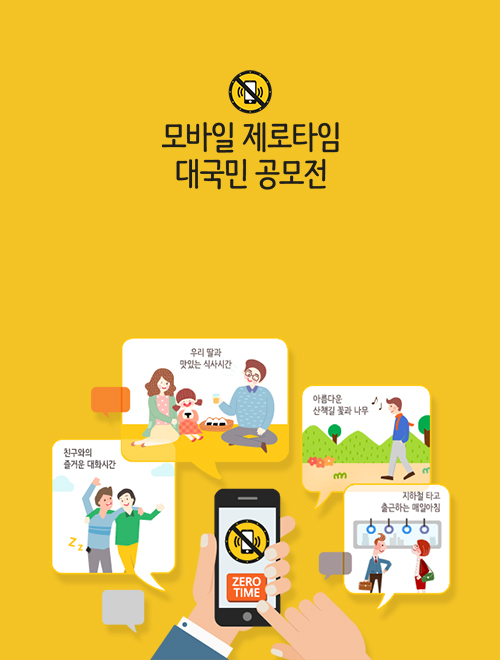 모바일 제로타임
대국민 공모전
우리 딸과
맛있는 식사시간
아름다운
산책길 꽃과 나무
친구와의
즐거운 대화시간
지하철 타고
출근하는 매일아침
ZERO
TIME
z z